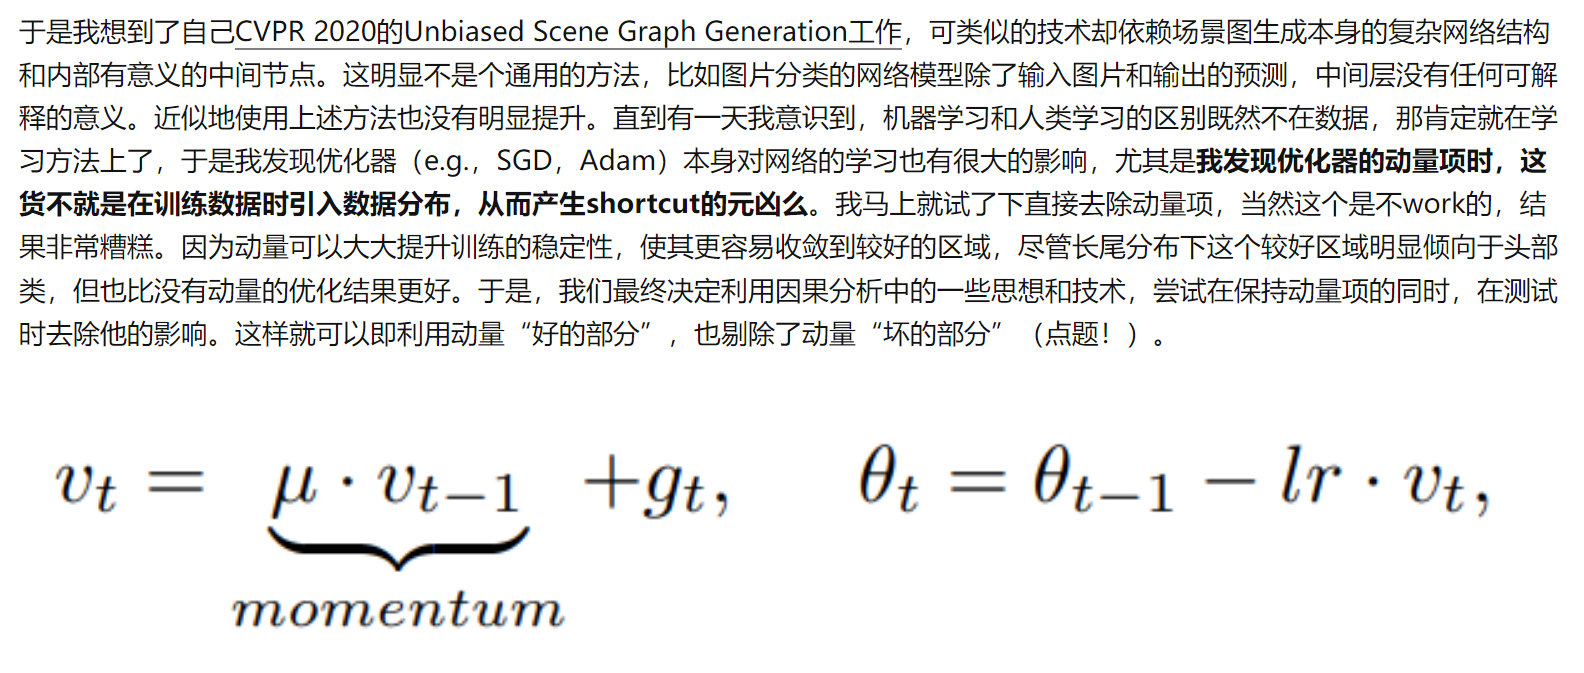 于是我想到了自己CVPR 2020的Unbiased Scene Graph Generation工作，可类似的技术却依赖场景图生成本身的复杂网络结构
和内部有意义的中间节点。这明显不是个通用的方法，比如图片分类的网络模型除了输入图片和输出的预测，中间层没有任何可解
释的意义。近似地使用上述方法也没有明显提升。直到有一天我意识到，机器学习和人类学习的区别既然不在数据，那肯定就在学
习方法上了，于是我发现优化器（e.g.，SGD，Adam）本身对网络的学习也有很大的影响，尤其是我发现优化器的动量项时，这
货不就是在训练数据时引入数据分布，从而产生shortcut的元凶么。我马上就试了下直接去除动量项，当然这个是不work的，结
果非常糟糕。因为动量可以大大提升训练的稳定性，使其更容易收敛到较好的区域，尽管长尾分布下这个较好区域明显倾向于头部
类，但也比没有动量的优化结果更好。于是，我们最终决定利用因果分析中的一些思想和技术，尝试在保持动量项的同时，在测试
时去除他的影响。这样就可以即利用动量“好的部分”，也剔除了动量“坏的部分”（点题！）。
v_t = μ · v_{t−1} + g_t, θ_t = θ_{t−1} − lr · v_t,
momentum